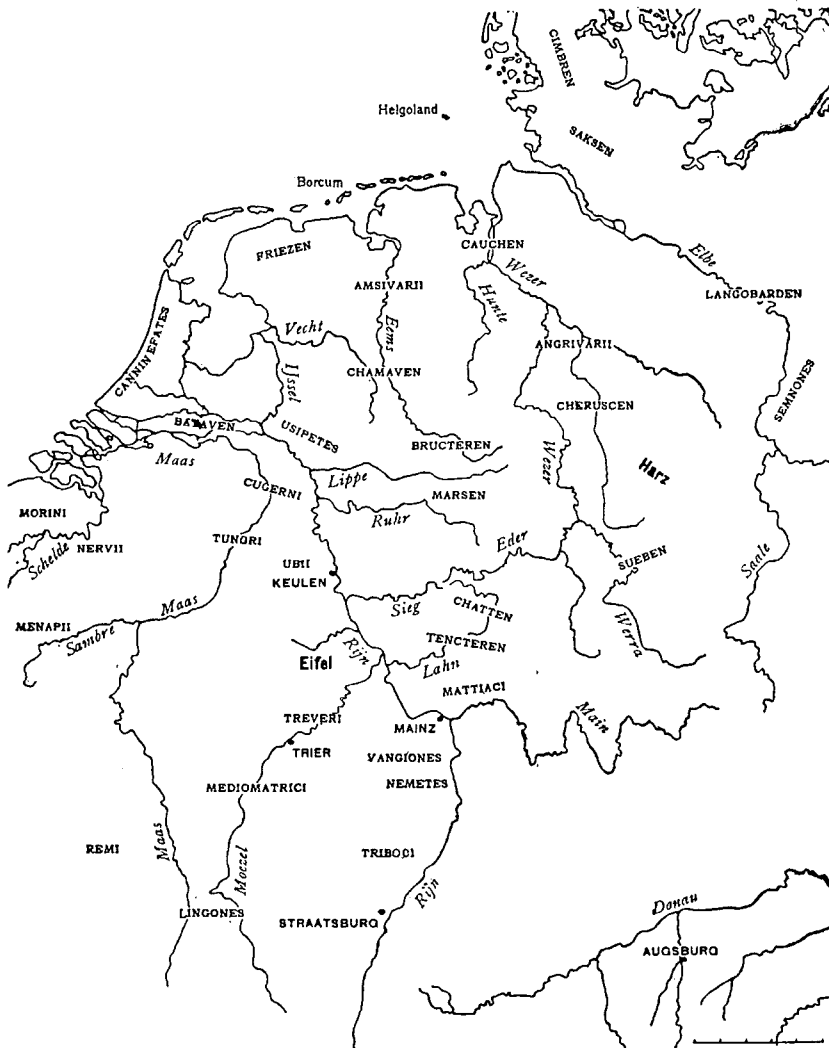 CIMBREN
Helgoland
SAKSEN
Borcum
FRIEZEN
CAUCHEN
Wezer
Elbe
AMSIVARII
Hunte
LANGOBARDEN
CANNINEFATES
Vecht
Eems
ANGRIVARII
IJssel
CHAMAVEN
SEMNONES
CHERUSCEN
BATAVEN
USIPETES
BRUCTEREN
Wezer
Maas
Lippe
Harz
CUGERNI
MARSEN
MORINI
Ruhr
Schelde
NERVII
TUNGRI
Eder
UBII
KEULEN
SUEBEN
Saale
Maas
Sieg
CHATTEN
MENAPII
Sambre
TENCTEREN
Werra
Eifel
Rijn
Lahn
MATTIACI
TREVERI
MAINZ
Main
TRIER
VANGIONES
MEDIOMATRICI
NEMETES
REMI
Maas
Moezel
TRIBOCI
Rijn
LINGONES
STRAATSBURG
Donau
AUGSBURG